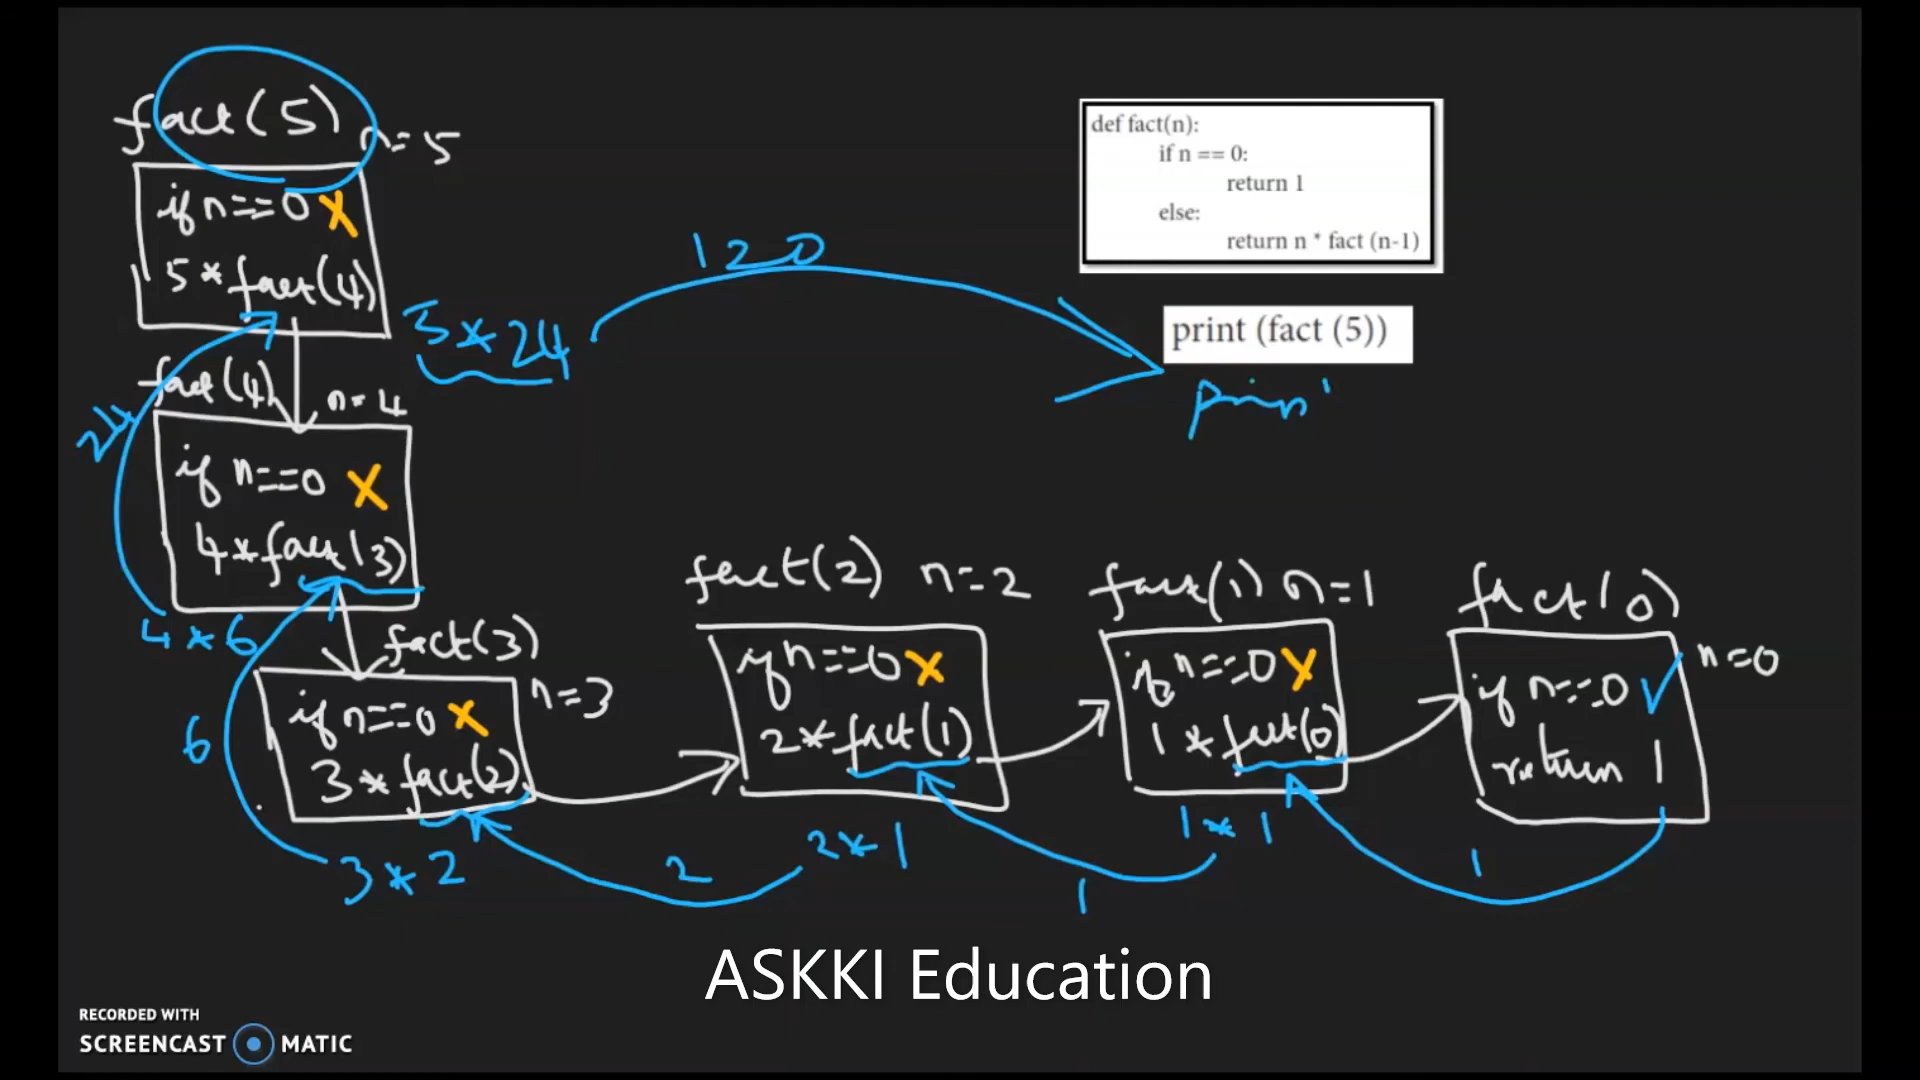 fact(5)
n=5
if n==0 X
5*fact(4)
5*24
120
def fact(n):
if n == 0:
return 1
else:
return n * fact (n-1)
print (fact (5))
prin
24
fact(4)
n=4
if n==0 X
4*fact(3)
4*6
6
fact(3)
n=3
if n==0 X
3*fact(2)
3*2
2
fact(2) n=2
if n==0 X
2*fact(1)
2*1
1
fact(1) n=1
if n==0 X
1*fact(0)
1*1
1
fact(0)
n=0
if n==0 ✓
return 1
ASKKI Education
RECORDED WITH
SCREENCAST MATIC